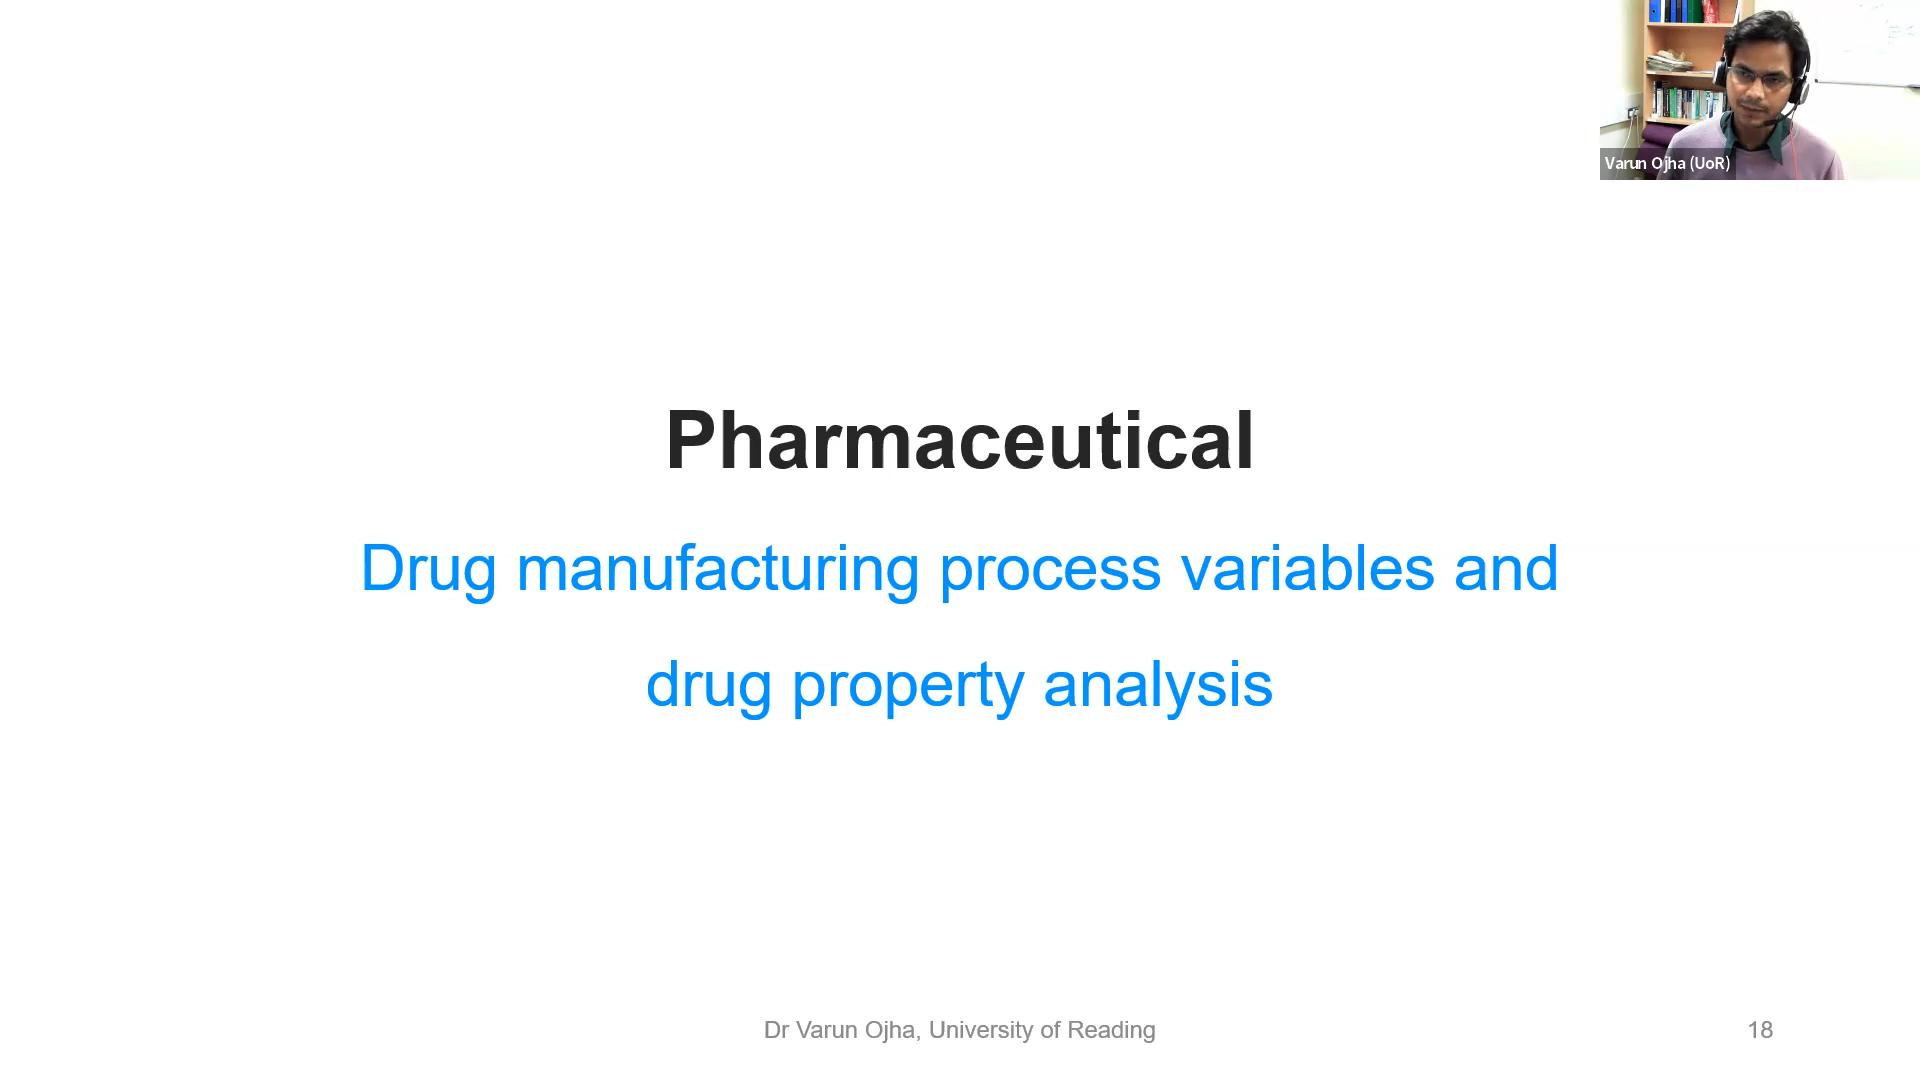 Varun Ojha (UoR)
Pharmaceutical
Drug manufacturing process variables and
drug property analysis
Dr Varun Ojha, University of Reading
18